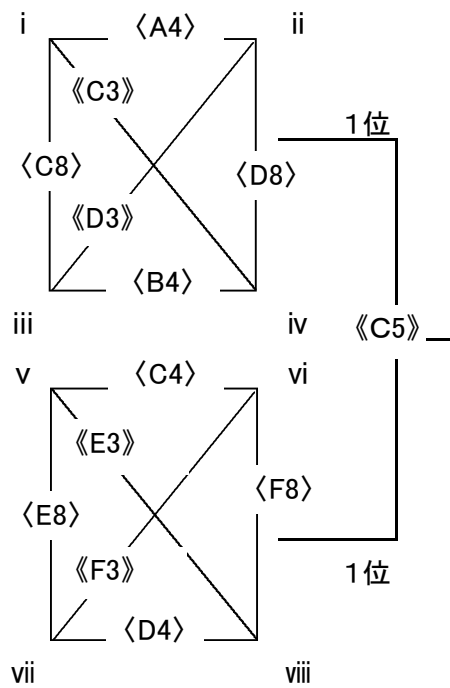 i 〈A4〉 ii
《C3》
1位
〈C8〉 〈D8〉
《D3》
〈B4〉
iii iv 《C5》
v 〈C4〉 vi
《E3》
〈E8〉 〈F8〉
《F3》 1位
〈D4〉
vii viii